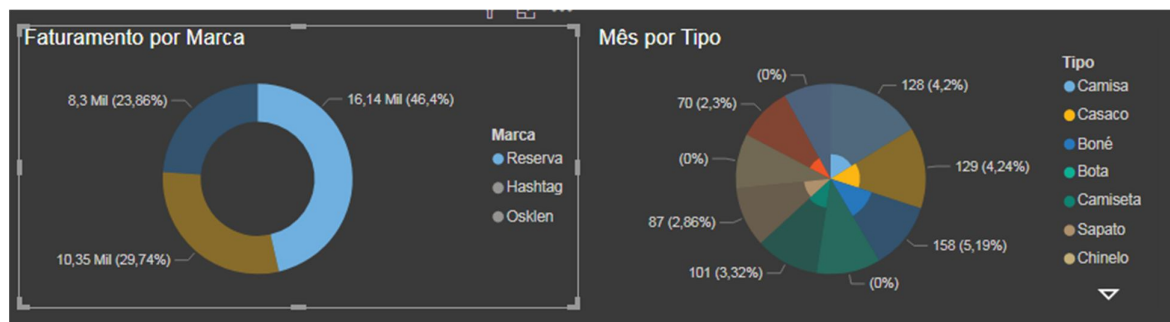 Faturamento por Marca
8,3 Mil (23,86%)
16,14 Mil (46,4%)
10,35 Mil (29,74%)
Marca
Reserva
Hashtag
Osklen
Mês por Tipo
(0%)
128 (4,2%)
70 (2,3%)
(0%)
129 (4,24%)
87 (2,86%)
158 (5,19%)
101 (3,32%)
(0%)
Tipo
Camisa
Casaco
Boné
Bota
Camiseta
Sapato
Chinelo